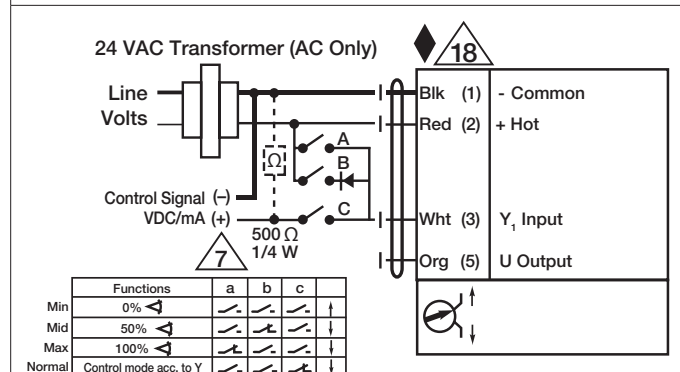 24 VAC Transformer (AC Only)
18
Line
Volts
Blk (1) - Common
Red (2) + Hot
A
Ω
B
Control Signal (–)
VDC/mA (+)
C
Wht (3) Y₁ Input
500 Ω
1/4 W
7
Org (5) U Output
Functions a b c
Min 0%
Mid 50%
Max 100%
Normal Control mode acc. to Y